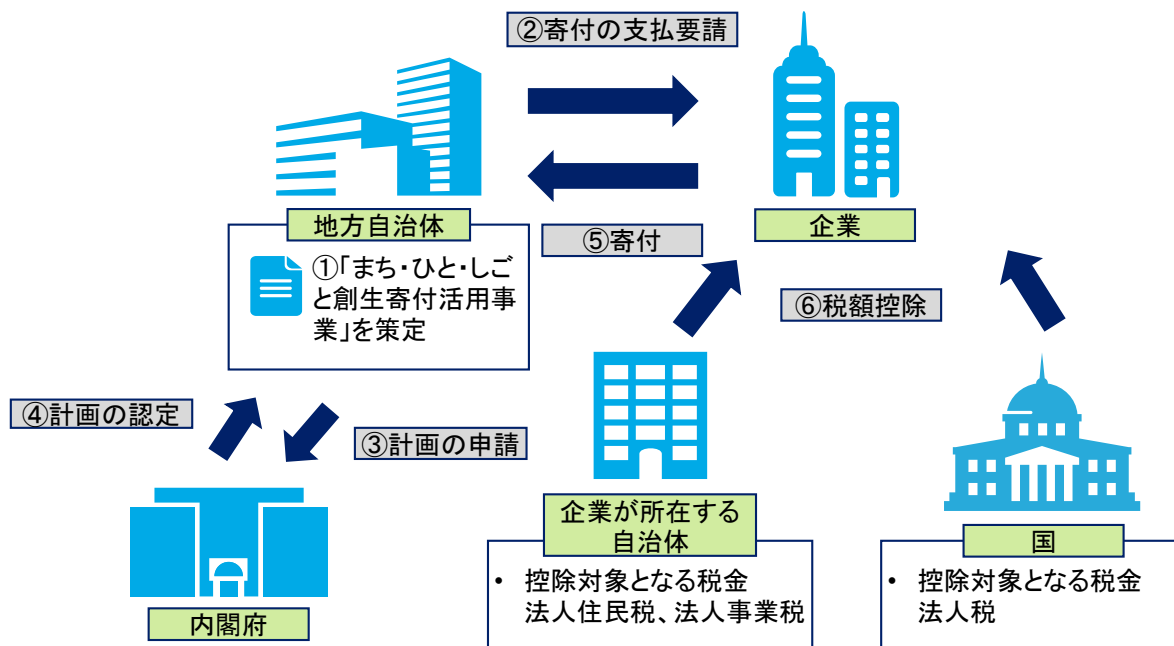 ②寄付の支払要請
地方自治体
企業
①「まち・ひと・しご
と創生寄付活用事
業」を策定
⑤寄付
⑥税額控除
④計画の認定
③計画の申請
内閣府
企業が所在する
自治体
• 控除対象となる税金
法人住民税、法人事業税
国
• 控除対象となる税金
法人税